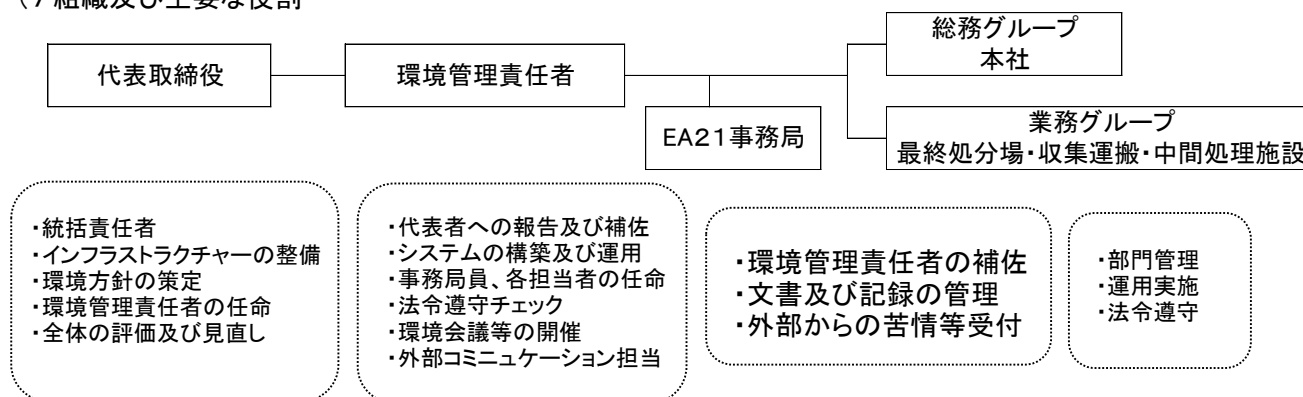 (7組織及び主要な役割
総務グループ
本社
代表取締役
環境管理責任者
EA21事務局
業務グループ
最終処分場・収集運搬・中間処理施設
・統括責任者
・インフラストラクチャーの整備
・環境方針の策定
・環境管理責任者の任命
・全体の評価及び見直し
・代表者への報告及び補佐
・システムの構築及び運用
・事務局員、各担当者の任命
・法令遵守チェック
・環境会議等の開催
・外部コミニュケーション担当
・環境管理責任者の補佐
・文書及び記録の管理
・外部からの苦情等受付
・部門管理
・運用実施
・法令遵守